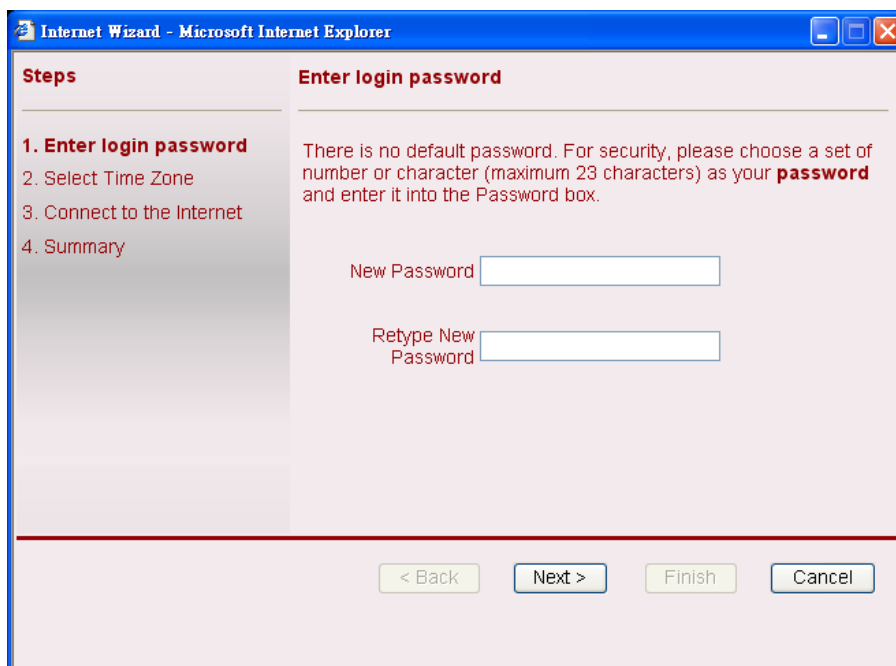 Internet Wizard - Microsoft Internet Explorer
Steps
1. Enter login password
2. Select Time Zone
3. Connect to the Internet
4. Summary
Enter login password
There is no default password. For security, please choose a set of
number or character (maximum 23 characters) as your password
and enter it into the Password box.
New Password
Retype New
Password
< Back
Next >
Finish
Cancel